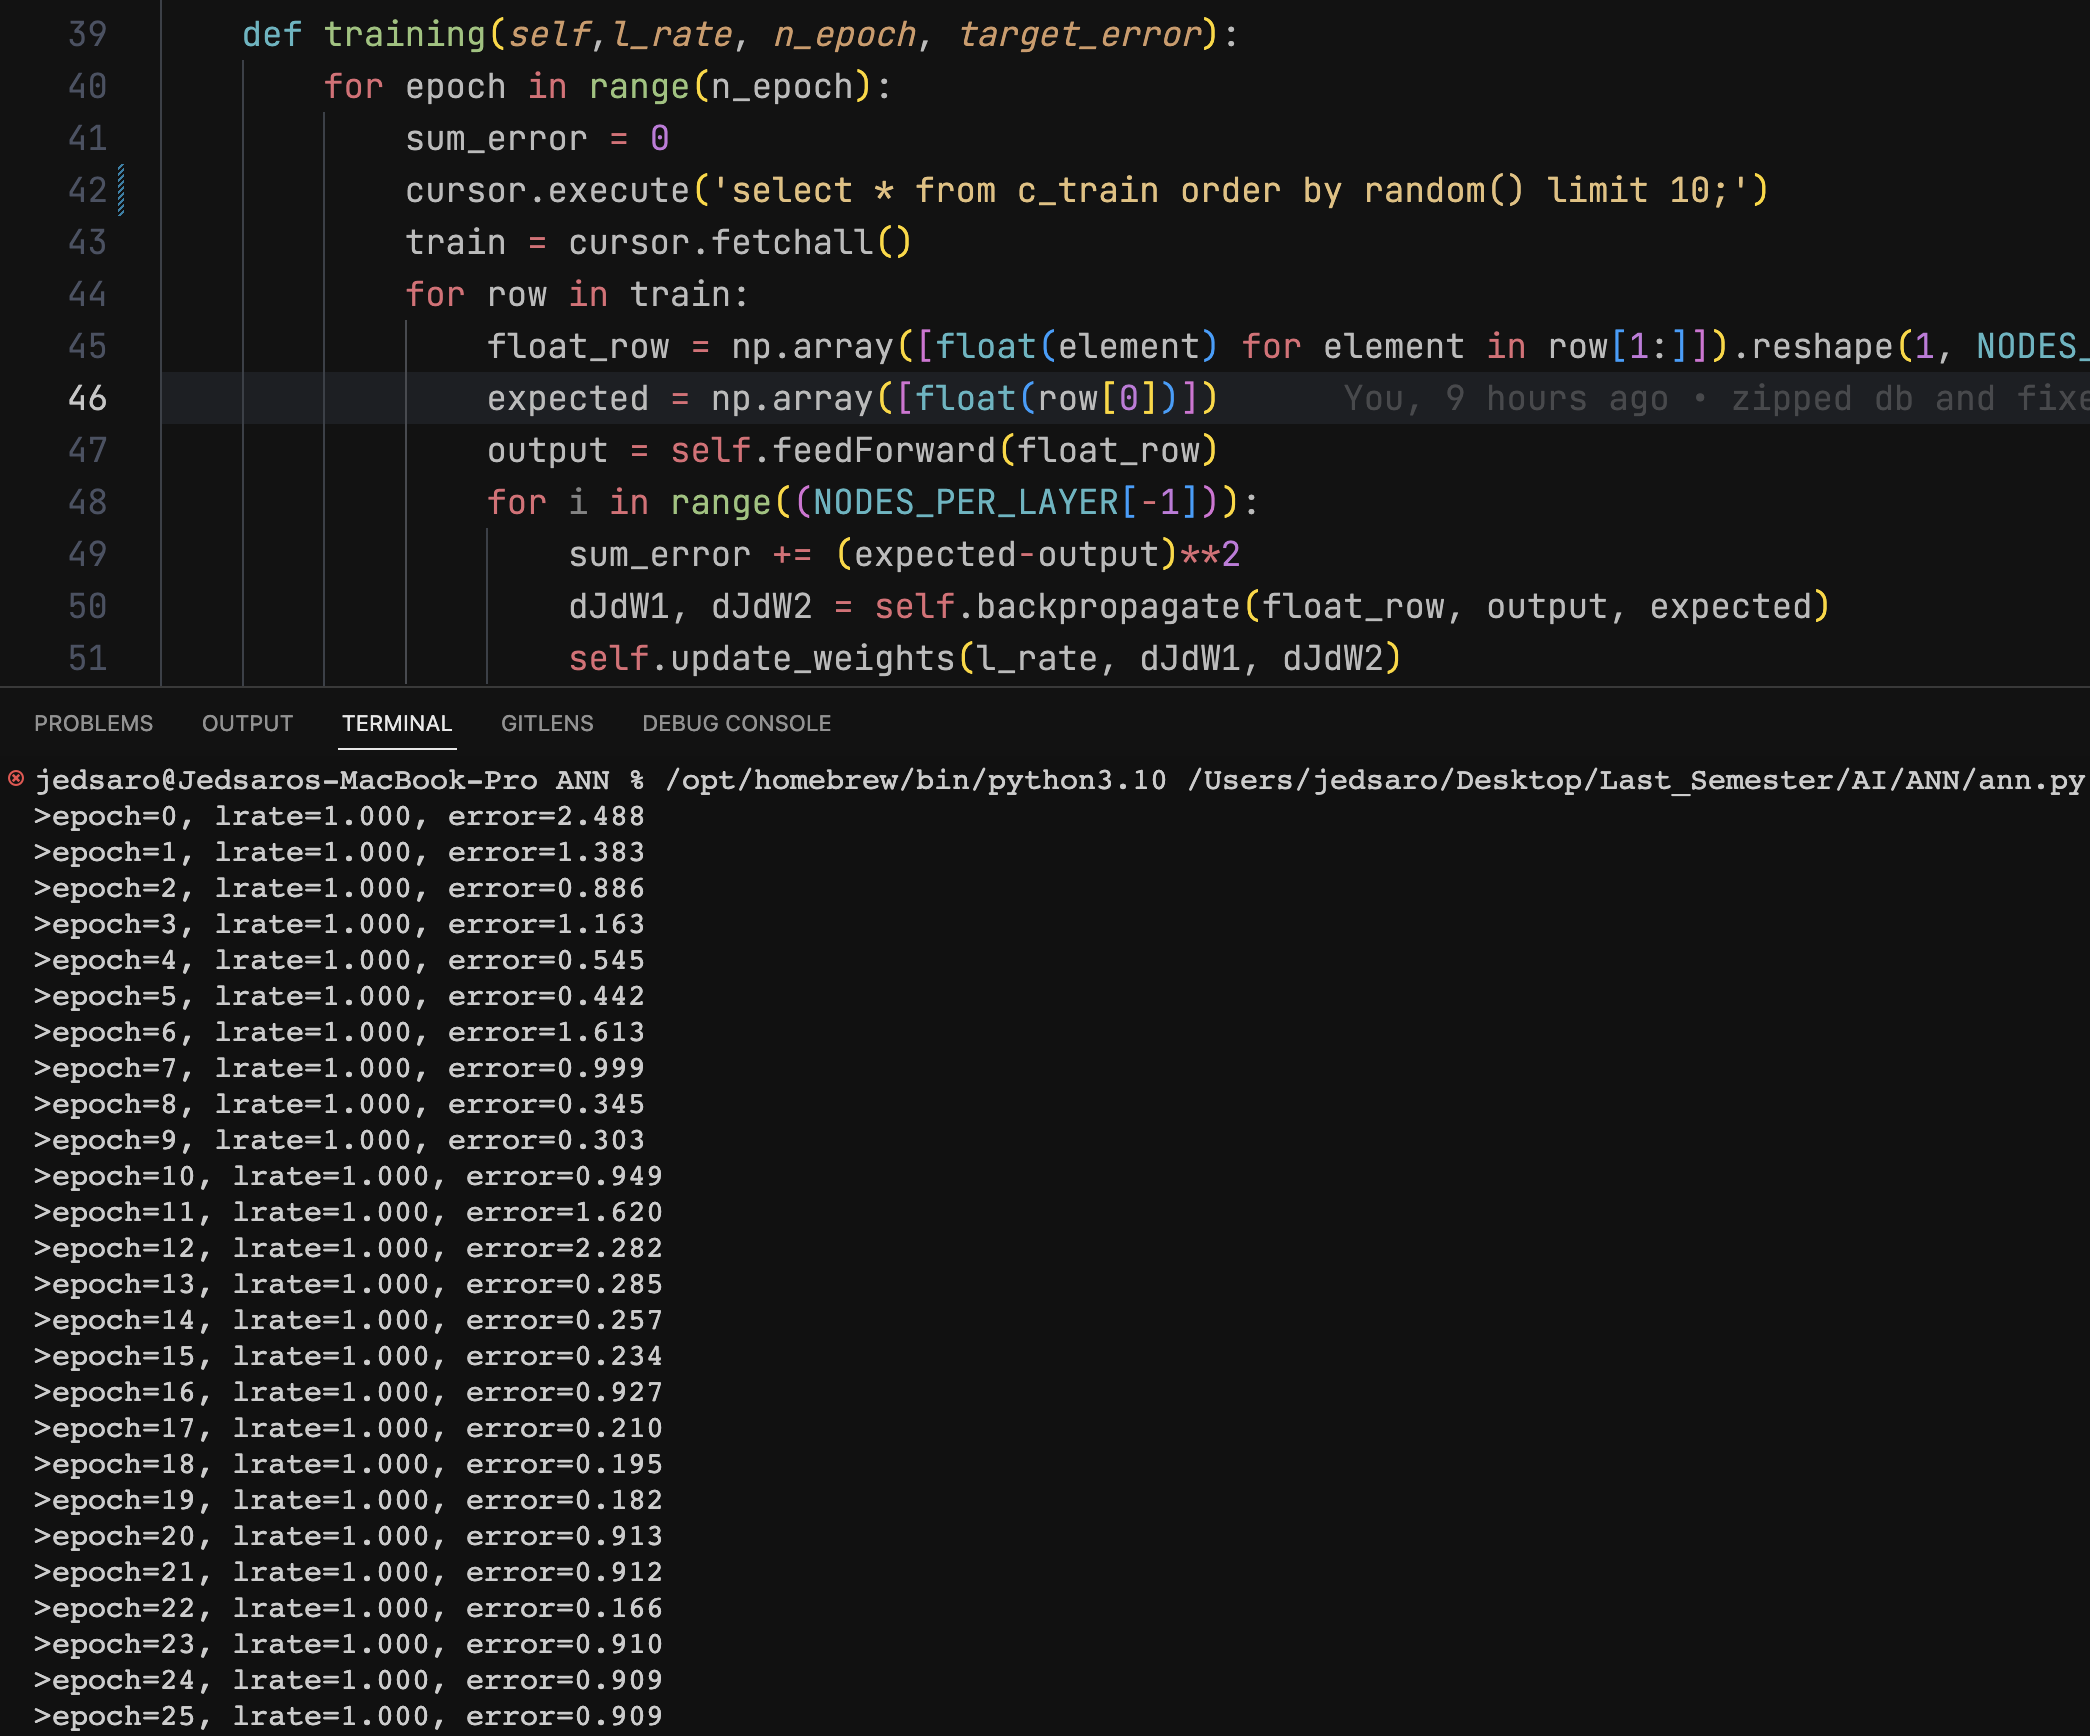 39 def training(self,l_rate, n_epoch, target_error):
40 for epoch in range(n_epoch):
41 sum_error = 0
42 cursor.execute('select * from c_train order by random() limit 10;')
43 train = cursor.fetchall()
44 for row in train:
45 float_row = np.array([float(element) for element in row[1:]]).reshape(1, NODES_
46 expected = np.array([float(row[0])]) You, 9 hours ago • zipped db and fixe
47 output = self.feedForward(float_row)
48 for i in range((NODES_PER_LAYER[-1])):
49 sum_error += (expected-output)**2
50 dJdW1, dJdW2 = self.backpropagate(float_row, output, expected)
51 self.update_weights(l_rate, dJdW1, dJdW2)
PROBLEMS OUTPUT TERMINAL GITLENS DEBUG CONSOLE
jedsaro@Jedsaros-MacBook-Pro ANN % /opt/homebrew/bin/python3.10 /Users/jedsaro/Desktop/Last_Semester/AI/ANN/ann.py
>epoch=0, lrate=1.000, error=2.488
>epoch=1, lrate=1.000, error=1.383
>epoch=2, lrate=1.000, error=0.886
>epoch=3, lrate=1.000, error=1.163
>epoch=4, lrate=1.000, error=0.545
>epoch=5, lrate=1.000, error=0.442
>epoch=6, lrate=1.000, error=1.613
>epoch=7, lrate=1.000, error=0.999
>epoch=8, lrate=1.000, error=0.345
>epoch=9, lrate=1.000, error=0.303
>epoch=10, lrate=1.000, error=0.949
>epoch=11, lrate=1.000, error=1.620
>epoch=12, lrate=1.000, error=2.282
>epoch=13, lrate=1.000, error=0.285
>epoch=14, lrate=1.000, error=0.257
>epoch=15, lrate=1.000, error=0.234
>epoch=16, lrate=1.000, error=0.927
>epoch=17, lrate=1.000, error=0.210
>epoch=18, lrate=1.000, error=0.195
>epoch=19, lrate=1.000, error=0.182
>epoch=20, lrate=1.000, error=0.913
>epoch=21, lrate=1.000, error=0.912
>epoch=22, lrate=1.000, error=0.166
>epoch=23, lrate=1.000, error=0.910
>epoch=24, lrate=1.000, error=0.909
>epoch=25, lrate=1.000, error=0.909